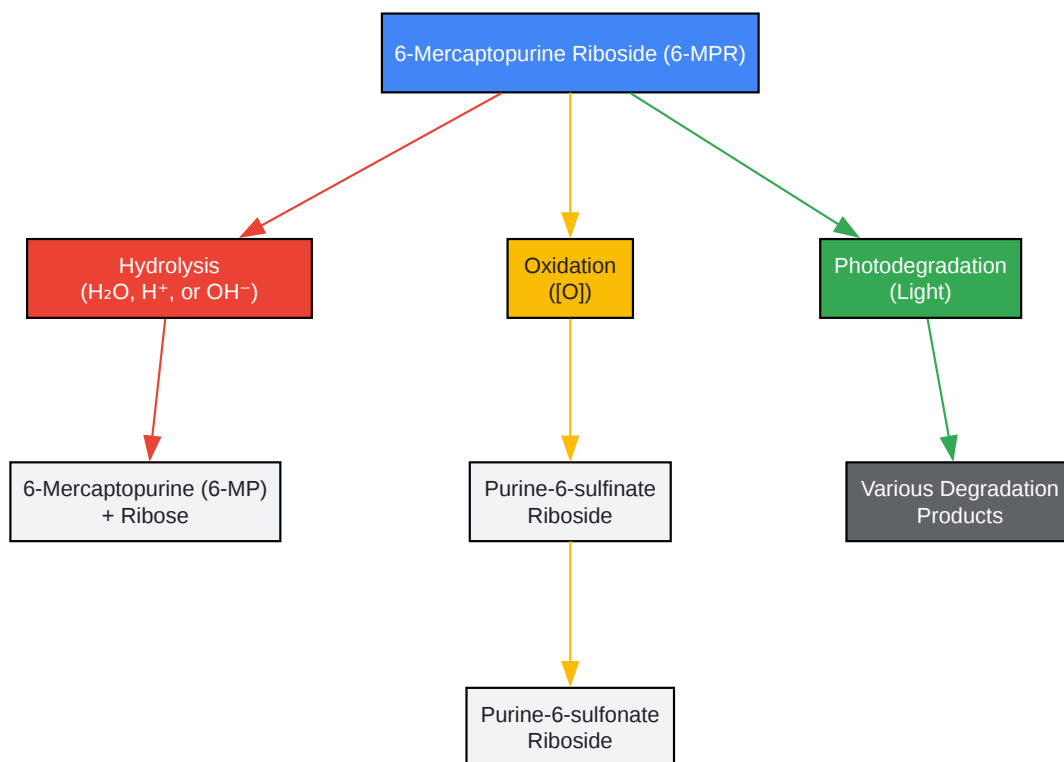 6-Mercaptopurine Riboside (6-MPR)
Hydrolysis
(H₂O, H⁺, or OH⁻)
Oxidation
([O])
Photodegradation
(Light)
6-Mercaptopurine (6-MP)
+ Ribose
Purine-6-sulfinate
Riboside
Various Degradation
Products
Purine-6-sulfonate
Riboside